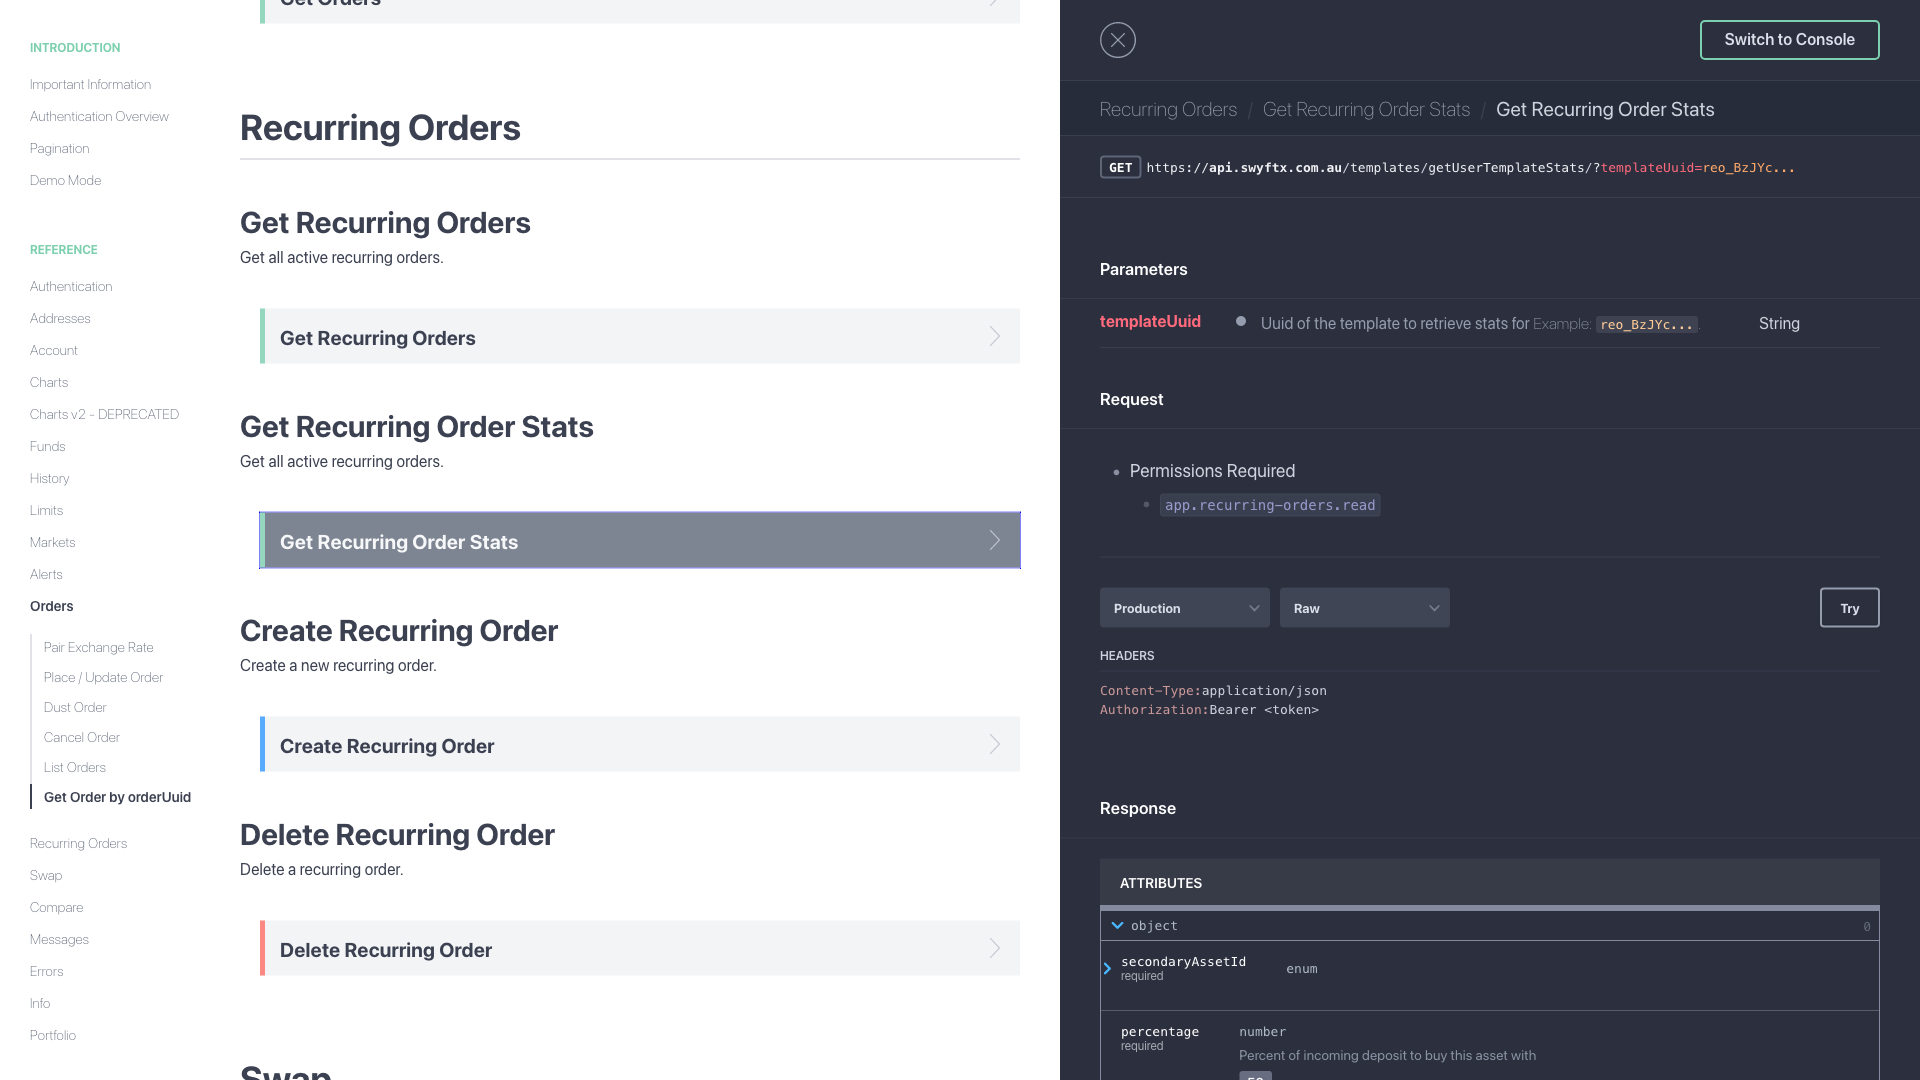 INTRODUCTION
Important Information
Authentication Overview
Pagination
Demo Mode
REFERENCE
Authentication
Addresses
Account
Charts
Charts v2 - DEPRECATED
Funds
History
Limits
Markets
Alerts
Orders
Pair Exchange Rate
Place / Update Order
Dust Order
Cancel Order
List Orders
Get Order by orderUuid
Recurring Orders
Swap
Compare
Messages
Errors
Info
Portfolio
Get Orders
Recurring Orders
Get Recurring Orders
Get all active recurring orders.
Get Recurring Orders
Get Recurring Order Stats
Get all active recurring orders.
Get Recurring Order Stats
Create Recurring Order
Create a new recurring order.
Create Recurring Order
Delete Recurring Order
Delete a recurring order.
Delete Recurring Order
Swap
Switch to Console
Recurring Orders / Get Recurring Order Stats / Get Recurring Order Stats
GET https://api.swyftx.com.au/templates/getUserTemplateStats/?templateUuid=reo_BzJYc...
Parameters
templateUuid Uuid of the template to retrieve stats for Example: reo_BzJYc.... String
Request
Permissions Required
app.recurring-orders.read
Production Raw Try
HEADERS
Content-Type:application/json
Authorization:Bearer <token>
Response
ATTRIBUTES
object 0
secondaryAssetId enum
required
percentage number
required
Percent of incoming deposit to buy this asset with